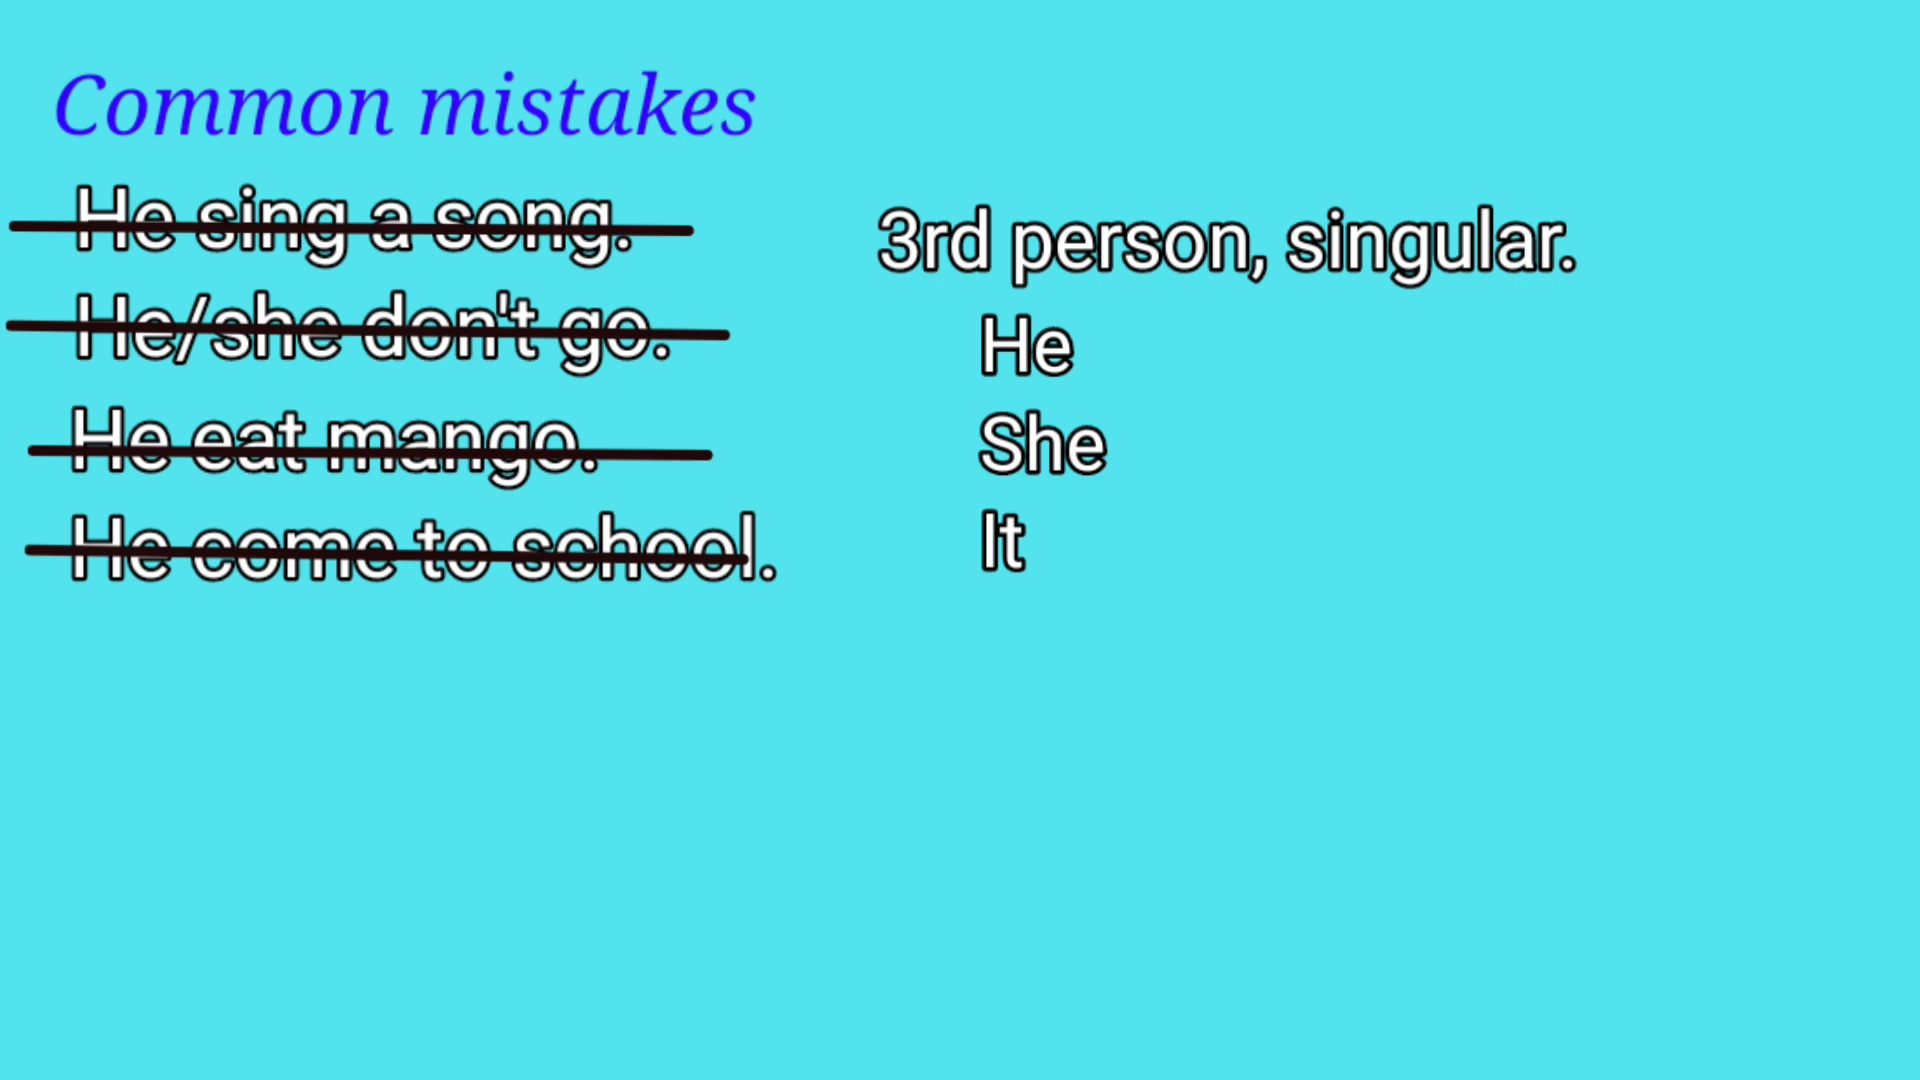 Common mistakes
He sing a song.
He/she don't go.
He eat mango.
He come to school.
3rd person, singular.
He
She
It